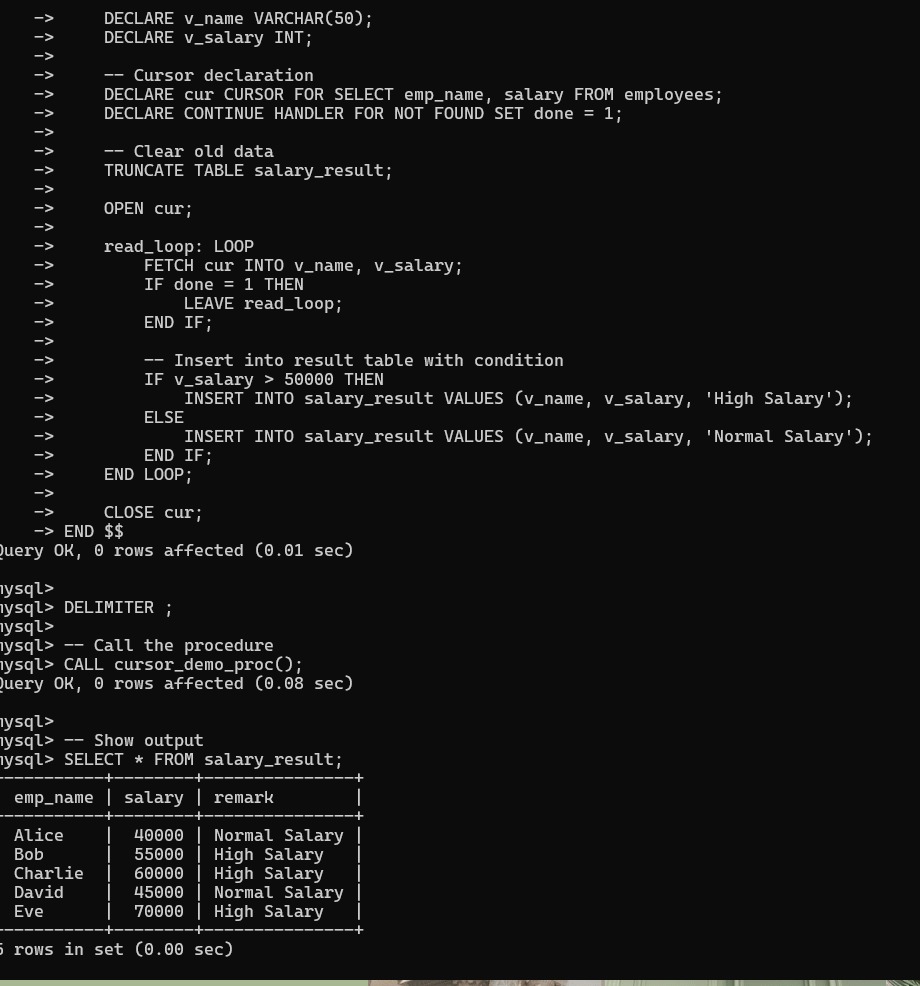 ->     DECLARE v_name VARCHAR(50);
->     DECLARE v_salary INT;
->
->     -- Cursor declaration
->     DECLARE cur CURSOR FOR SELECT emp_name, salary FROM employees;
->     DECLARE CONTINUE HANDLER FOR NOT FOUND SET done = 1;
->
->     -- Clear old data
->     TRUNCATE TABLE salary_result;
->
->     OPEN cur;
->
->     read_loop: LOOP
->         FETCH cur INTO v_name, v_salary;
->         IF done = 1 THEN
->             LEAVE read_loop;
->         END IF;
->
->         -- Insert into result table with condition
->         IF v_salary > 50000 THEN
->             INSERT INTO salary_result VALUES (v_name, v_salary, 'High Salary');
->         ELSE
->             INSERT INTO salary_result VALUES (v_name, v_salary, 'Normal Salary');
->         END IF;
->     END LOOP;
->
->     CLOSE cur;
-> END $$
Query OK, 0 rows affected (0.01 sec)
mysql>
mysql> DELIMITER ;
mysql>
mysql> -- Call the procedure
mysql> CALL cursor_demo_proc();
Query OK, 0 rows affected (0.08 sec)
mysql>
mysql> -- Show output
mysql> SELECT * FROM salary_result;
-----------+--------+---------------+
emp_name | salary | remark        |
-----------+--------+---------------+
Alice    |  40000 | Normal Salary |
Bob      |  55000 | High Salary   |
Charlie  |  60000 | High Salary   |
David    |  45000 | Normal Salary |
Eve      |  70000 | High Salary   |
-----------+--------+---------------+
5 rows in set (0.00 sec)